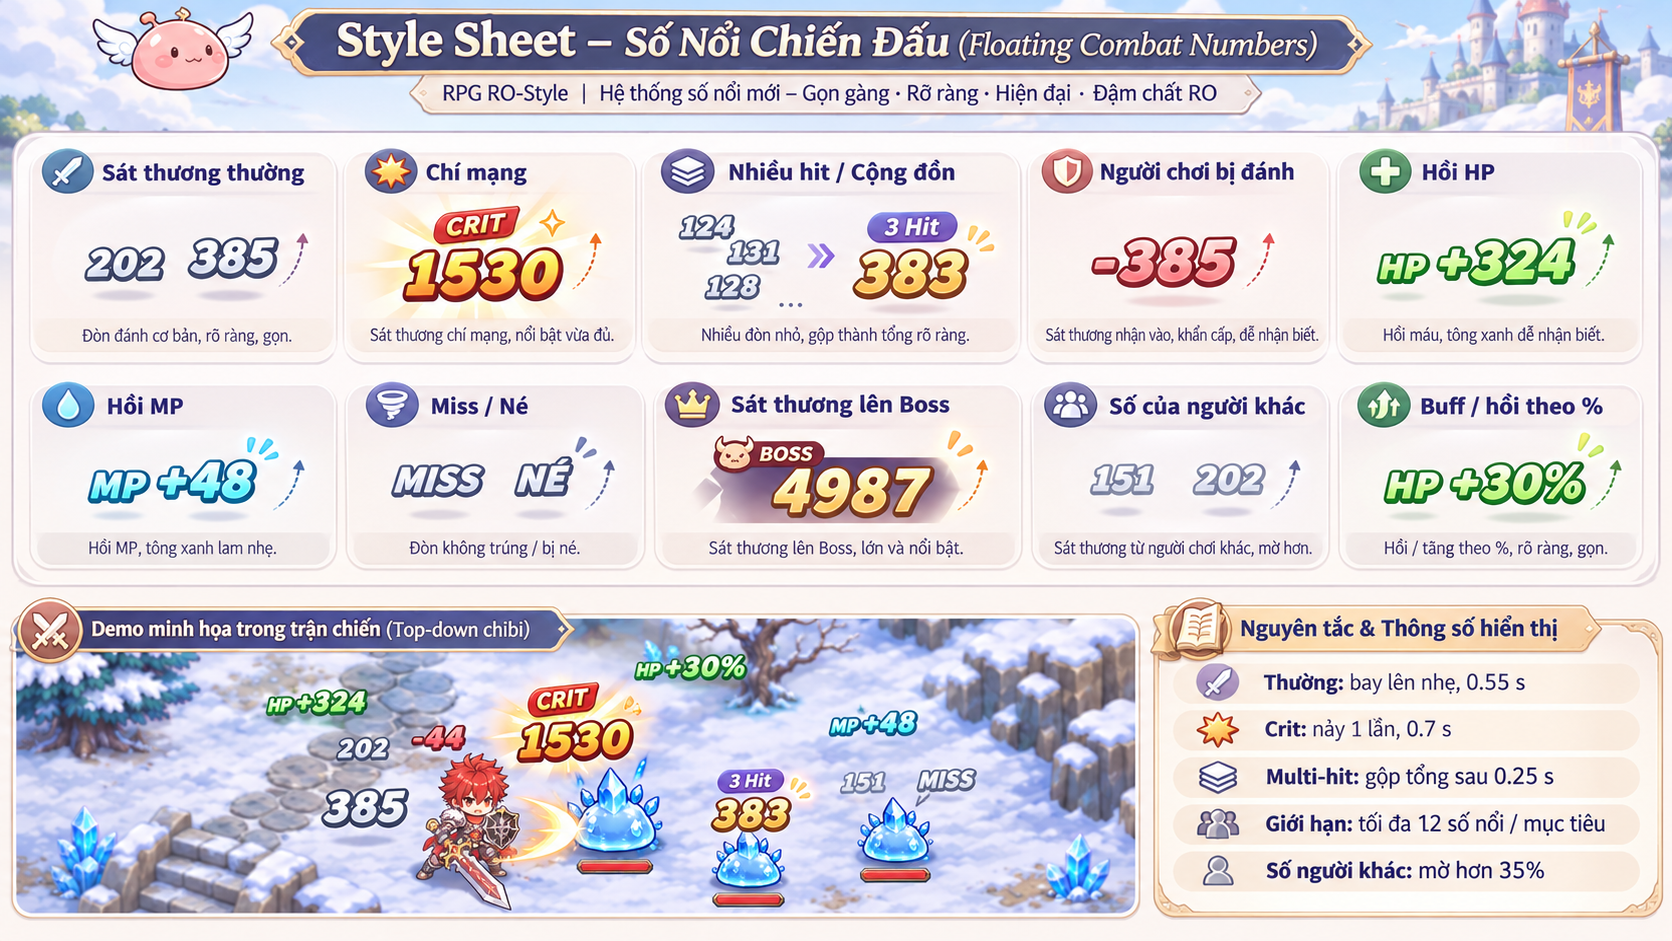 Style Sheet – Số Nổi Chiến Đấu (Floating Combat Numbers)
RPG RO-Style | Hệ thống số nổi mới – Gọn gàng · Rõ ràng · Hiện đại · Đậm chất RO
Sát thương thường
202 385
Đòn đánh cơ bản, rõ ràng, gọn.
Chí mạng
CRIT
1530
Sát thương chí mạng, nổi bật vừa đủ.
Nhiều hit / Cộng đồn
124
131
128
...
3 Hit
383
Nhiều đòn nhỏ, gộp thành tổng rõ ràng.
Người chơi bị đánh
-385
Sát thương nhận vào, khẩn cấp, dễ nhận biết.
Hồi HP
HP +324
Hồi máu, tông xanh dễ nhận biết.
Hồi MP
MP +48
Hồi MP, tông xanh lam nhẹ.
Miss / Né
MISS NÉ
Đòn không trúng / bị né.
Sát thương lên Boss
BOSS
4987
Sát thương lên Boss, lớn và nổi bật.
Số của người khác
151 202
Sát thương từ người chơi khác, mờ hơn.
Buff / hồi theo %
HP +30%
Hồi / tăng theo %, rõ ràng, gọn.
Demo minh họa trong trận chiến (Top-down chibi)
HP +30%
HP +324
CRIT
1530
202
-44
385
MP +48
3 Hit
383
151
MISS
Nguyên tắc & Thông số hiển thị
Thường: bay lên nhẹ, 0.55 s
Crit: nảy 1 lần, 0.7 s
Multi-hit: gộp tổng sau 0.25 s
Giới hạn: tối đa 12 số nổi / mục tiêu
Số người khác: mờ hơn 35%